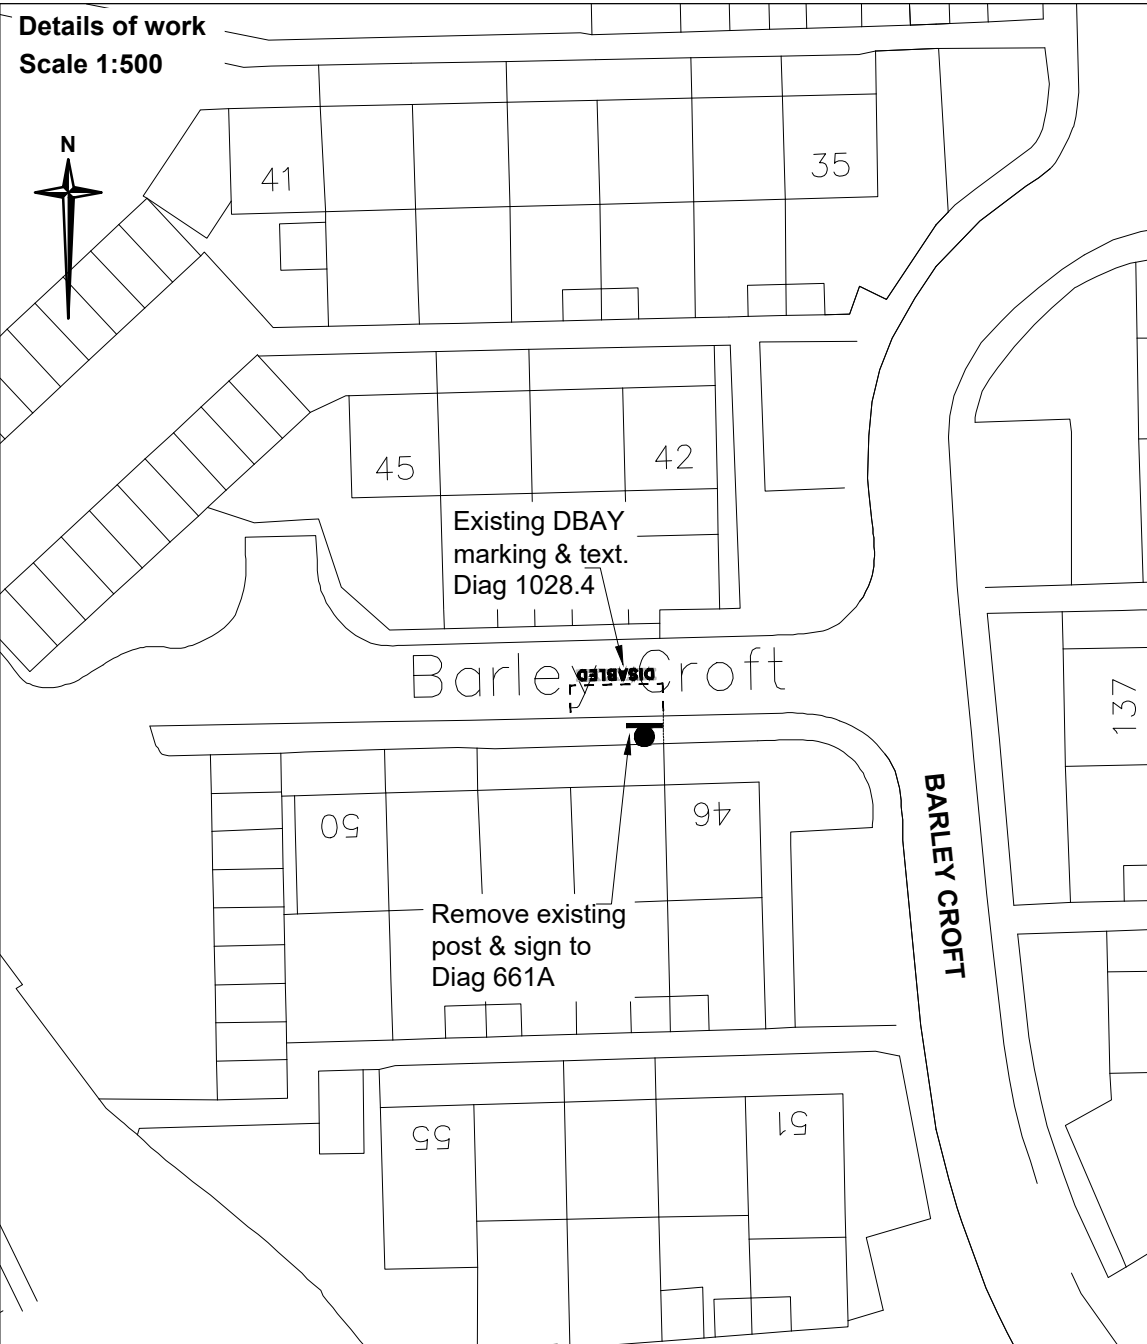 Details of work
Scale 1:500
N
41
35
45
42
Existing DBAY
marking & text.
Diag 1028.4
Barley Croft
DISABLED
137
50
46
BARLEY CROFT
Remove existing
post & sign to
Diag 661A
55
51